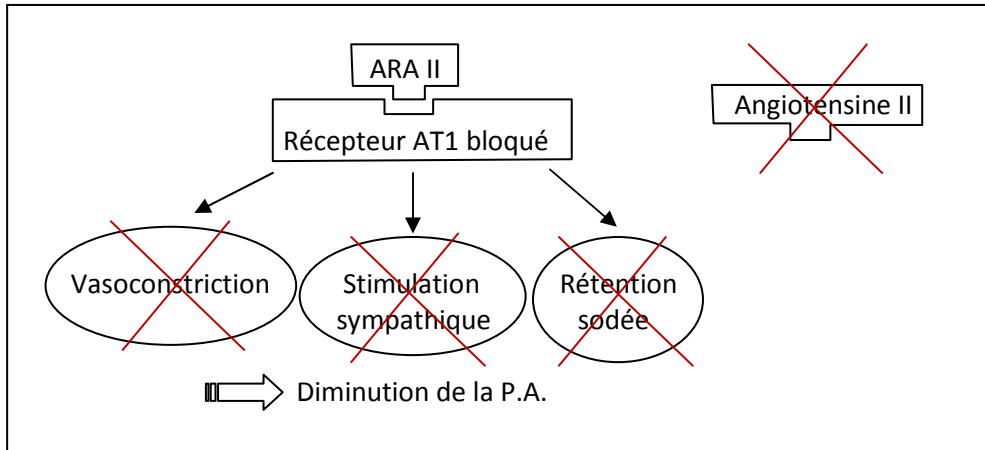 ARA II
Angiotensine II
Récepteur AT1 bloqué
Vasoconstriction
Stimulation
sympathique
Rétention
sodée
Diminution de la P.A.